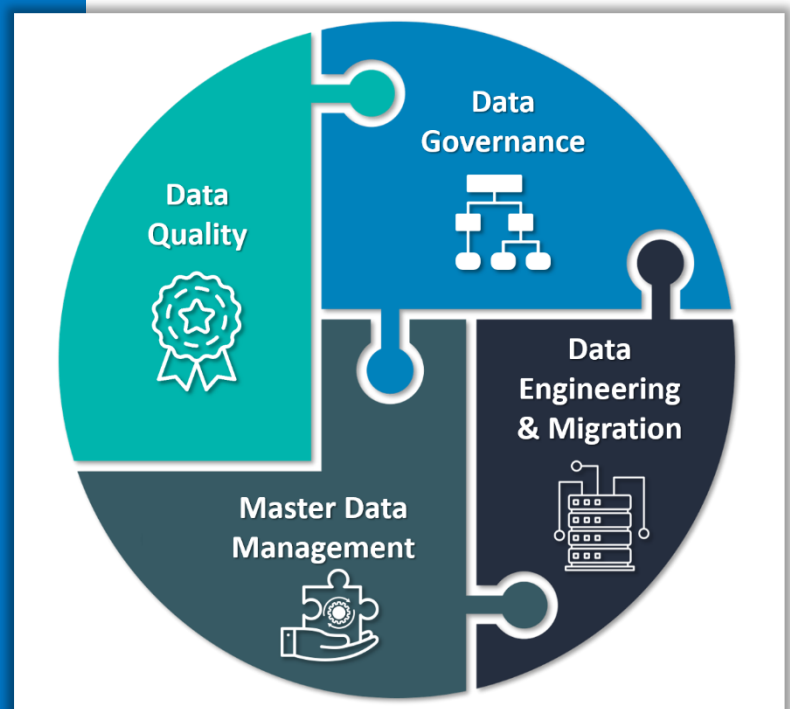 Data
Governance
Data
Quality
Data
Engineering
& Migration
Master Data
Management